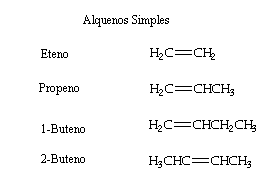 Alquenos Simples
Eteno H₂C=CH₂
Propeno H₂C=CHCH₃
1-Buteno H₂C=CHCH₂CH₃
2-Buteno H₃CHC=CHCH₃